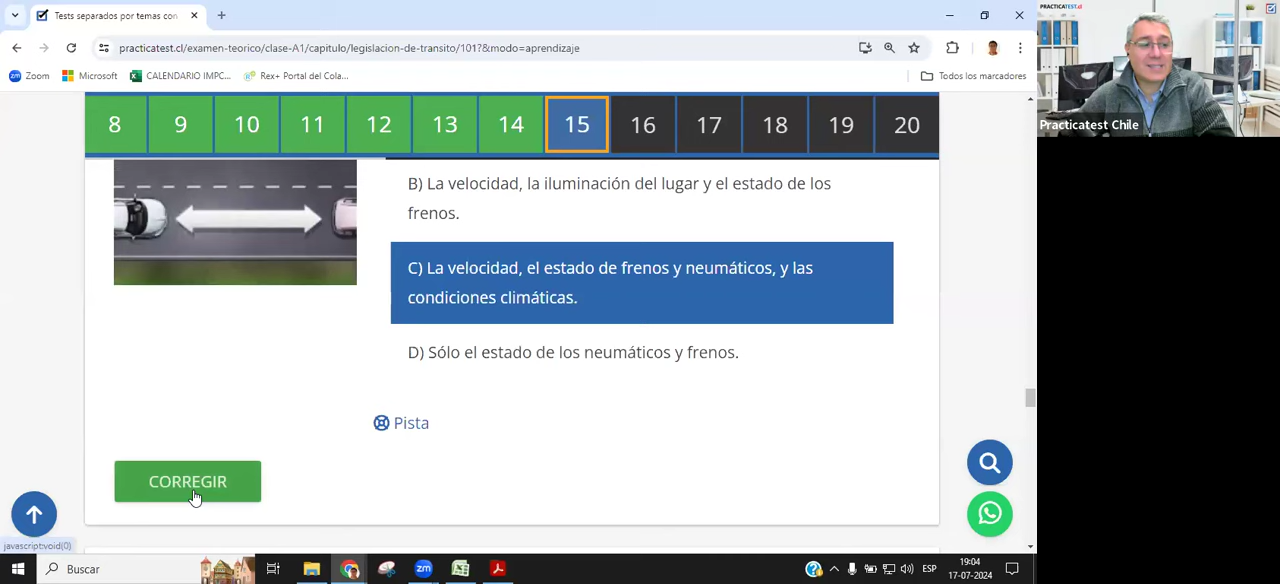 Tests separados por temas con
practicatest.cl/examen-teorico/clase-A1/capitulo/legislacion-de-transito/101?&modo=aprendizaje
Zoom
Microsoft
CALENDARIO IMPC...
Rex+ Portal del Cola...
Todos los marcadores
PRACTICATEST.cl
Practicatest Chile
8 9 10 11 12 13 14 15 16 17 18 19 20
B) La velocidad, la iluminación del lugar y el estado de los
frenos.
C) La velocidad, el estado de frenos y neumáticos, y las
condiciones climáticas.
D) Sólo el estado de los neumáticos y frenos.
Pista
CORREGIR
javascript:void(0)
Buscar
ESP
19:04
17-07-2024